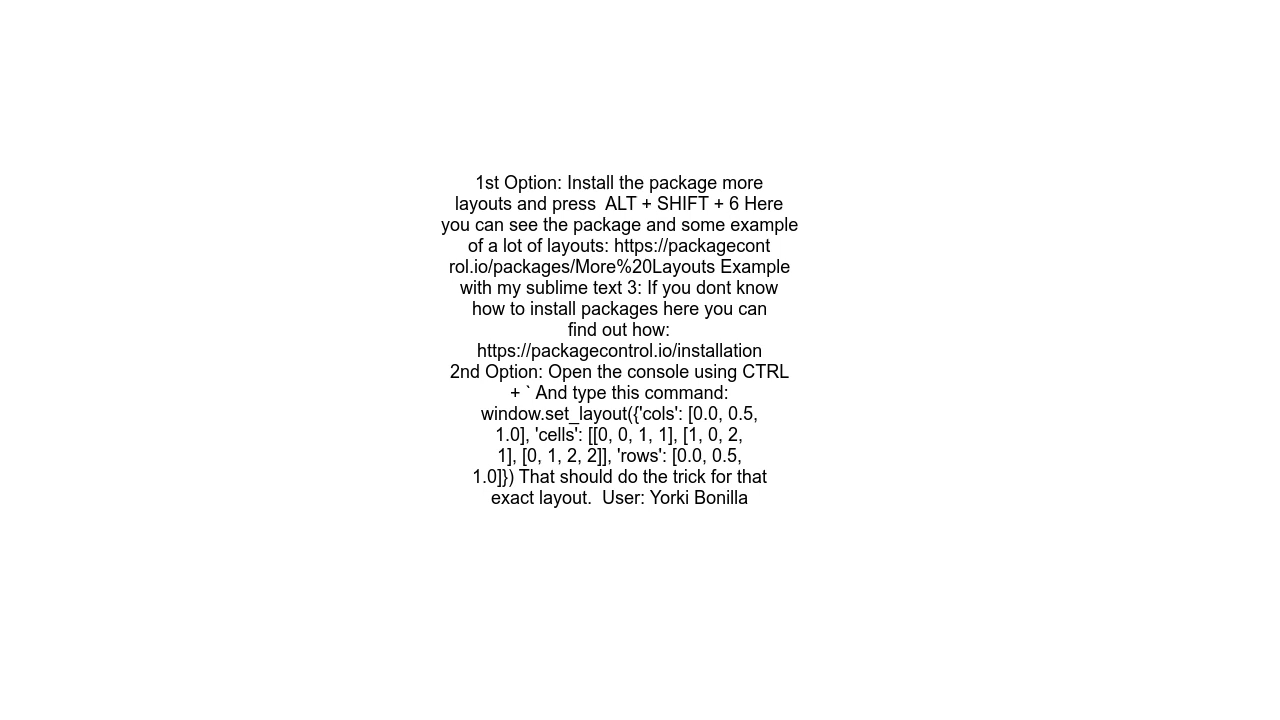 1st Option: Install the package more
layouts and press  ALT + SHIFT + 6 Here
you can see the package and some example
of a lot of layouts: https://packagecont
rol.io/packages/More%20Layouts Example
with my sublime text 3: If you dont know
how to install packages here you can
find out how:
https://packagecontrol.io/installation
2nd Option: Open the console using CTRL
+ ` And type this command:
window.set_layout({'cols': [0.0, 0.5,
1.0], 'cells': [[0, 0, 1, 1], [1, 0, 2,
1], [0, 1, 2, 2]], 'rows': [0.0, 0.5,
1.0]}) That should do the trick for that
exact layout.  User: Yorki Bonilla